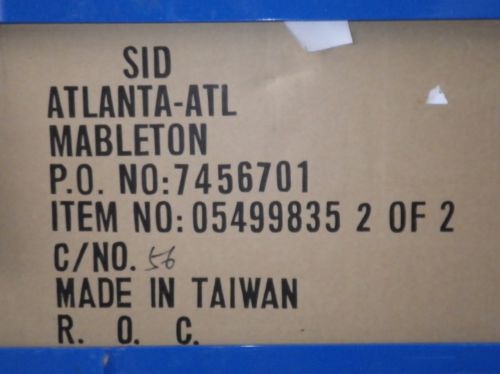 SID
ATLANTA-ATL
MABLETON
P.O. NO:7456701
ITEM NO:05499835 2 OF 2
C/NO. 56
MADE IN TAIWAN
R. O. C.